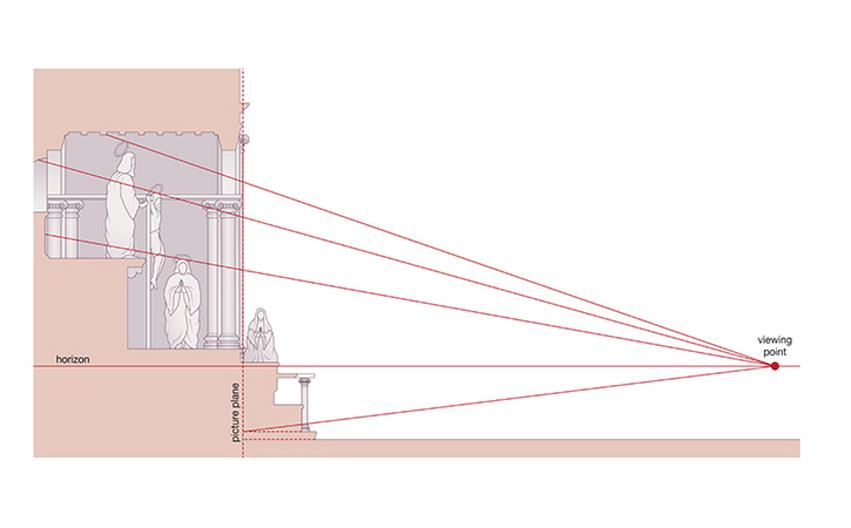 viewing
point
horizon
picture plane